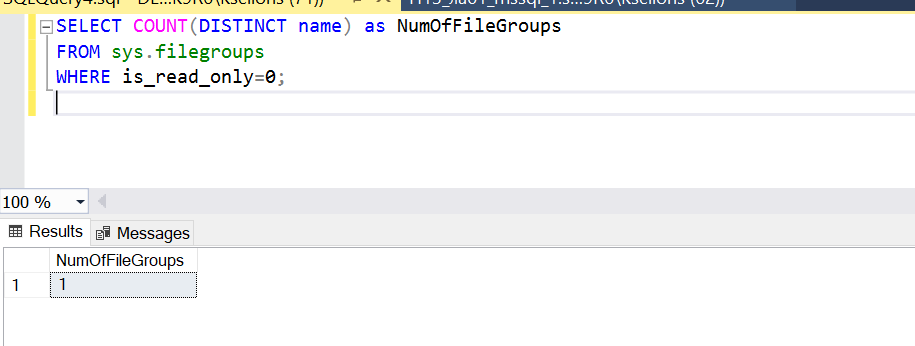 SELECT COUNT(DISTINCT name) as NumOfFileGroups
FROM sys.filegroups
WHERE is_read_only=0;
100 %
Results Messages
NumOfFileGroups
1 1